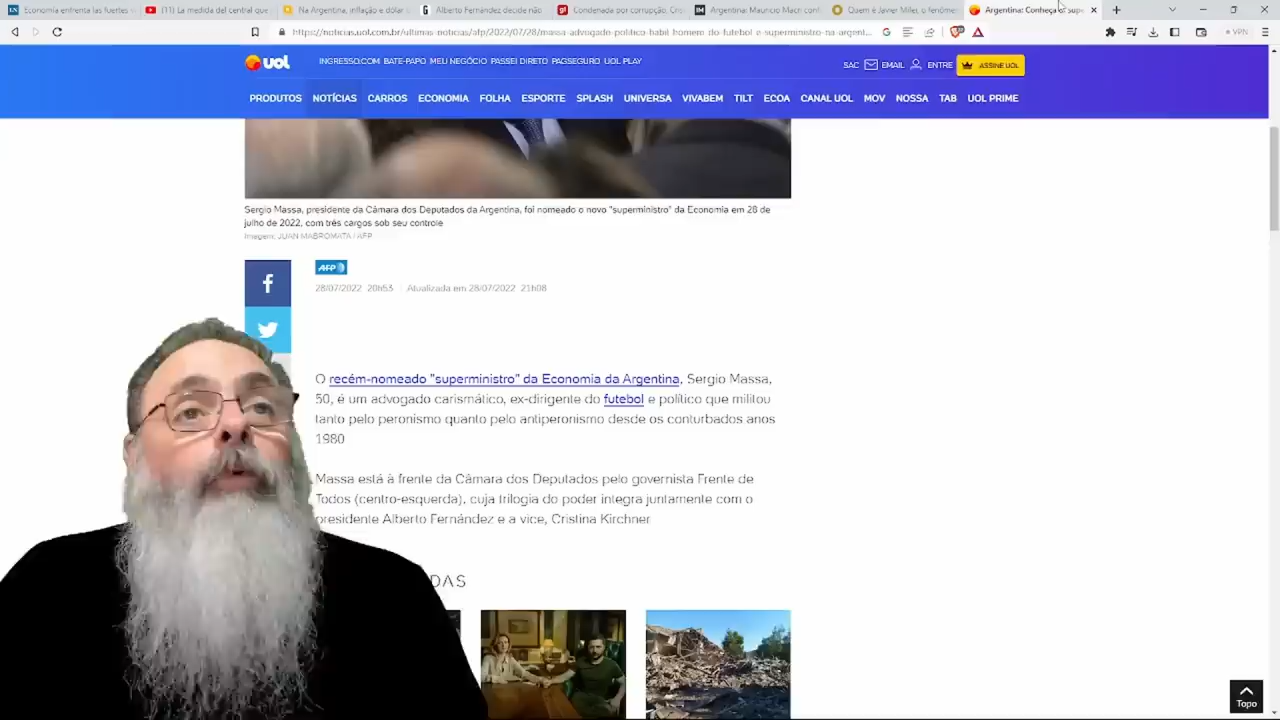 Economia enfrenta las fuertes
(11) La medida del central que
Na Argentina, inflação e dólar
Alberto Fernández decide não
Condenada por corrupção, Cris
Argentina: Mauricio Macri conf
Quem é Javier Milei, o fenôme
Argentina: Conheça o supe
https://noticias.uol.com.br/ultimas-noticias/afp/2022/07/28/massa-advogado-politico-habil-homem-do-futebol-e-superministro-na-argent...
VPN
UOL
INGRESSO.COM BATE-PAPO MEU NEGÓCIO PASSEI DIRETO PAGSEGURO UOL PLAY
SAC EMAIL ENTRE ASSINE UOL
PRODUTOS NOTÍCIAS CARROS ECONOMIA FOLHA ESPORTE SPLASH UNIVERSA VIVABEM TILT ECOA CANAL UOL MOV NOSSA TAB UOL PRIME
Sergio Massa, presidente da Câmara dos Deputados da Argentina, foi nomeado o novo "superministro" da Economia em 28 de
julho de 2022, com três cargos sob seu controle
Imagem: JUAN MABROMATA / AFP
AFP
28/07/2022 20h53 Atualizada em 28/07/2022 21h08
O recém-nomeado "superministro" da Economia da Argentina, Sergio Massa,
50, é um advogado carismático, ex-dirigente do futebol e político que militou
tanto pelo peronismo quanto pelo antiperonismo desde os conturbados anos
1980
Massa está à frente da Câmara dos Deputados pelo governista Frente de
Todos (centro-esquerda), cuja trilogia do poder integra juntamente com o
presidente Alberto Fernández e a vice, Cristina Kirchner
DAS
Topo